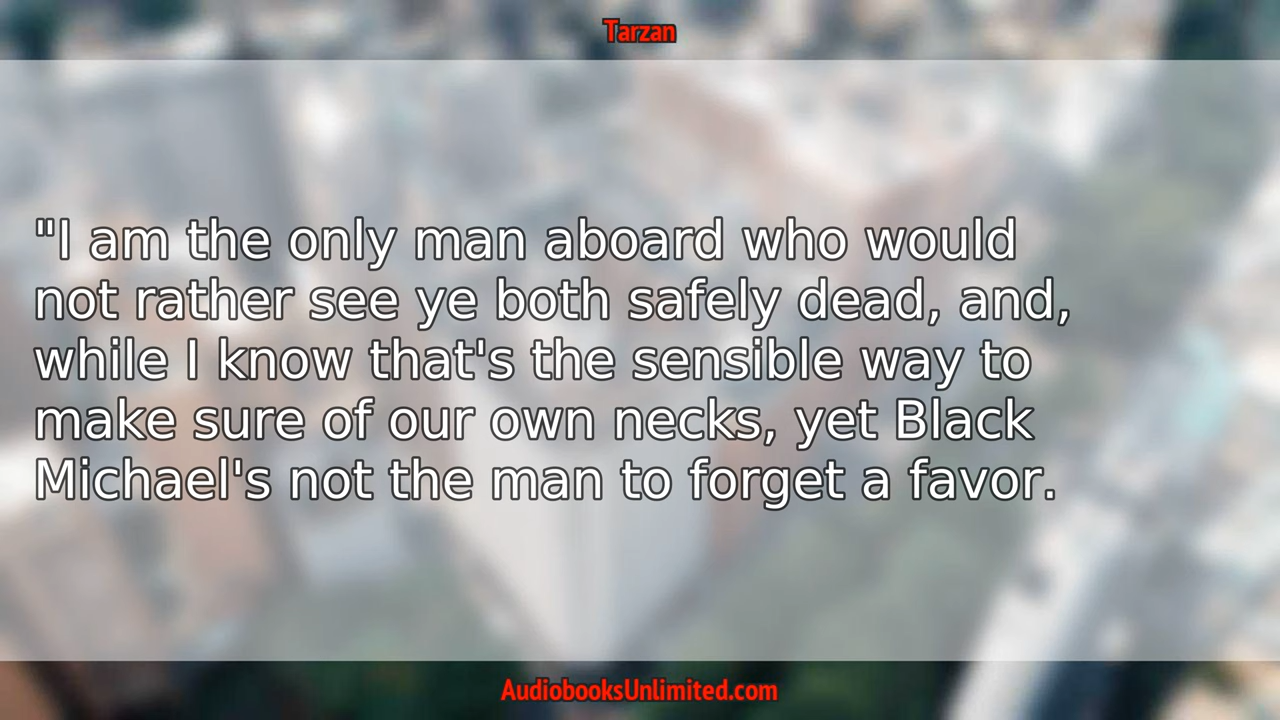 Tarzan
"I am the only man aboard who would
not rather see ye both safely dead, and,
while I know that's the sensible way to
make sure of our own necks, yet Black
Michael's not the man to forget a favor.
AudiobooksUnlimited.com